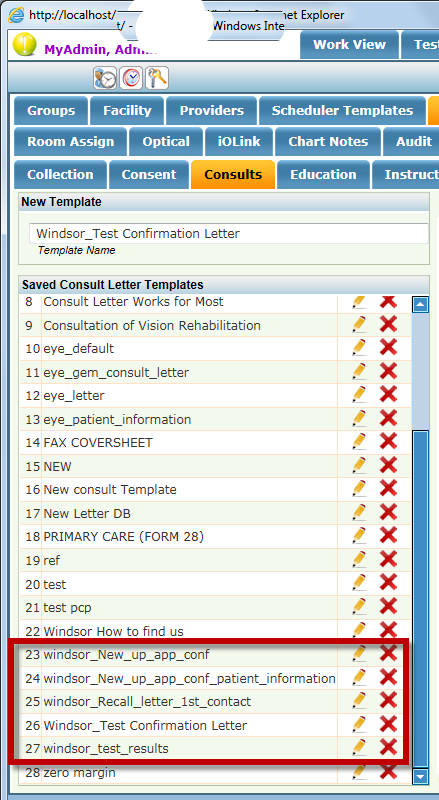 http://localhost/ net Explorer
t/ - Windows Inte
MyAdmin, Adm Work View Tes
Groups Facility Providers Scheduler Templates
Room Assign Optical iOLink Chart Notes Audit
Collection Consent Consults Education Instruct
New Template
Windsor_Test Confirmation Letter
Template Name
Saved Consult Letter Templates
8 Consult Letter Works for Most
9 Consultation of Vision Rehabilitation
10 eye_default
11 eye_gem_consult_letter
12 eye_letter
13 eye_patient_information
14 FAX COVERSHEET
15 NEW
16 New consult Template
17 New Letter DB
18 PRIMARY CARE (FORM 28)
19 ref
20 test
21 test pcp
22 Windsor How to find us
23 windsor_New_up_app_conf
24 windsor_New_up_app_conf_patient_information
25 windsor_Recall_letter_1st_contact
26 Windsor_Test Confirmation Letter
27 windsor_test_results
28 zero margin